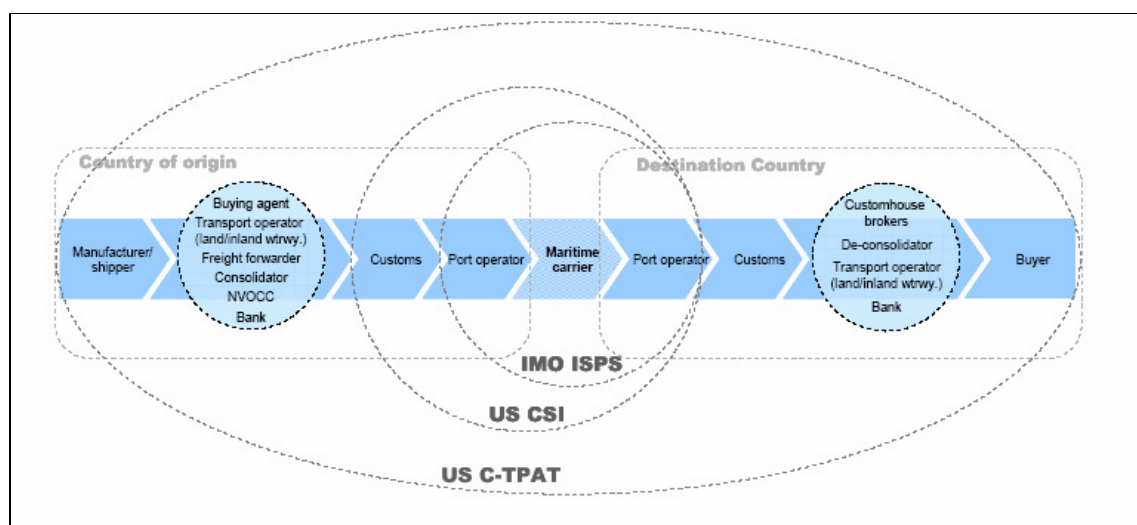 Country of origin
Destination Country
Manufacturer/
shipper
Buying agent
Transport operator
(land/inland wtrwy.)
Freight forwarder
Consolidator
NVOCC
Bank
Customs
Port operator
Maritime
carrier
Port operator
Customs
Customhouse
brokers
De-consolidator
Transport operator
(land/inland wtrwy.)
Bank
Buyer
IMO ISPS
US CSI
US C-TPAT